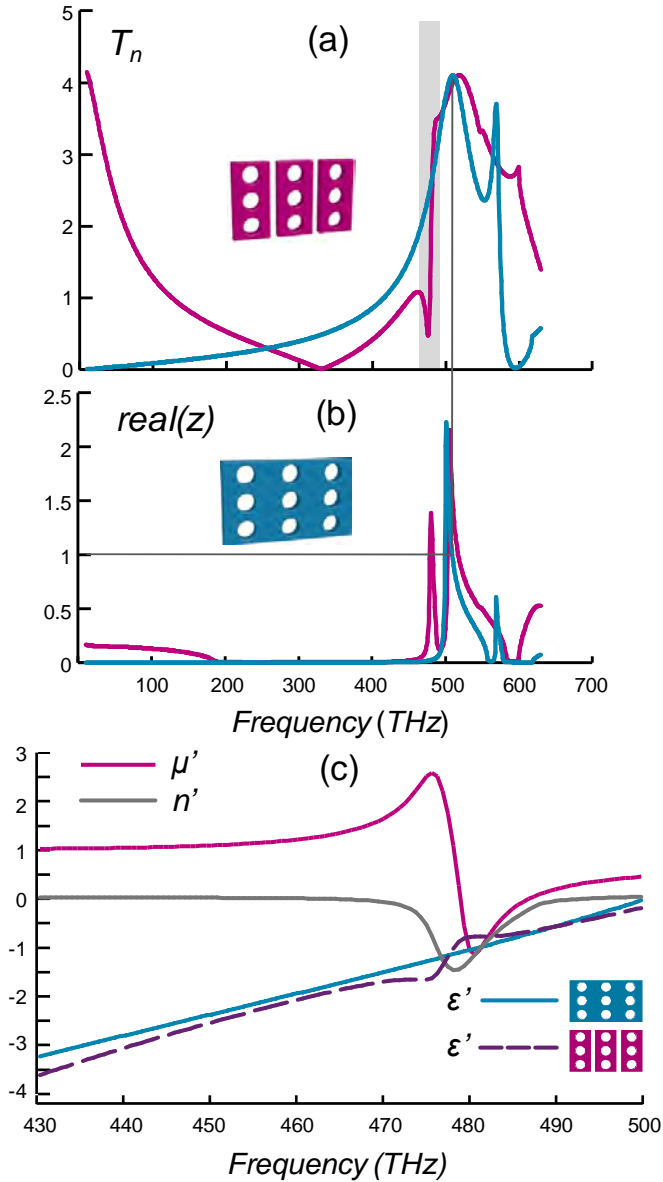 (a)
T_n
5
4
3
2
1
0
(b)
real(z)
2.5
2
1.5
1
0.5
0
100 200 300 400 500 600 700
Frequency (THz)
(c)
μ’
n’
3
2
1
0
-1
-2
-3
-4
ε’
ε’
430 440 450 460 470 480 490 500
Frequency (THz)